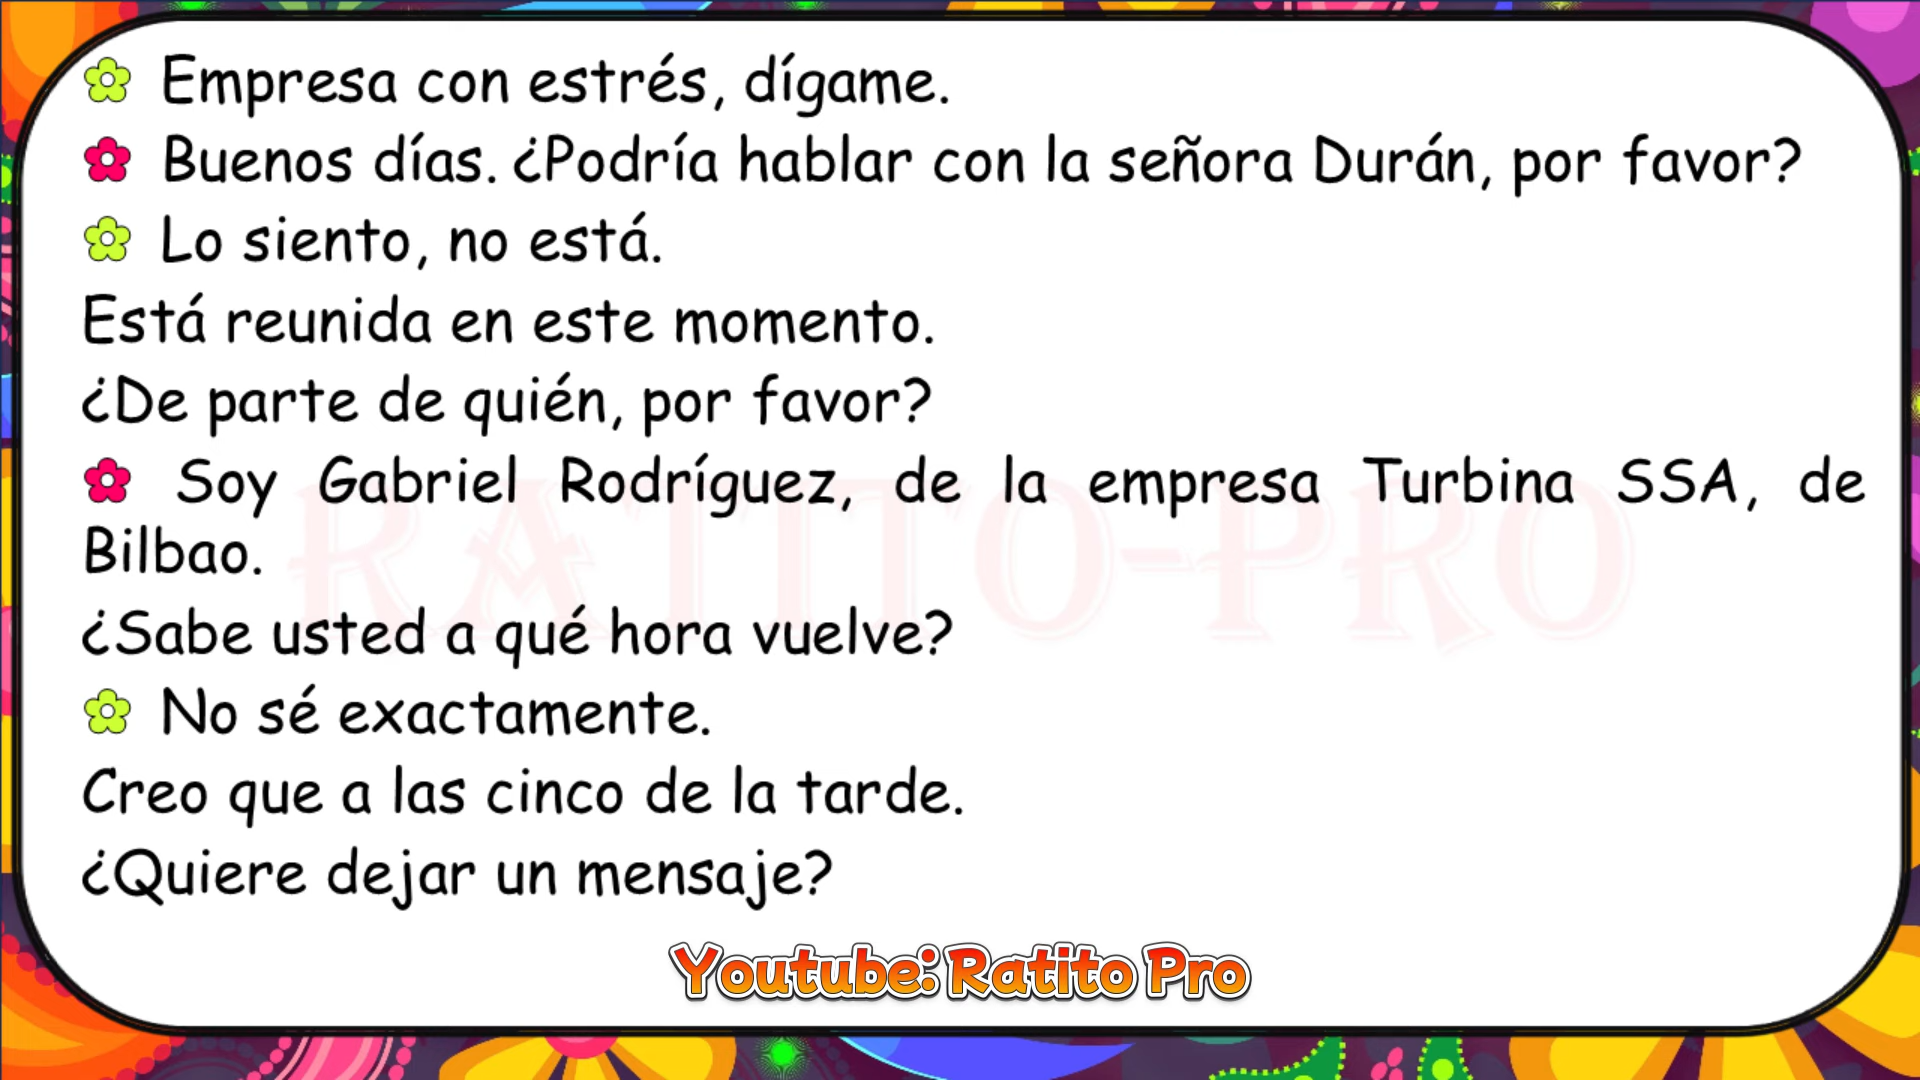 Empresa con estrés, dígame.
Buenos días. ¿Podría hablar con la señora Durán, por favor?
Lo siento, no está.
Está reunida en este momento.
¿De parte de quién, por favor?
Soy Gabriel Rodríguez, de la empresa Turbina SSA, de
Bilbao.
RATITO-PRO
¿Sabe usted a qué hora vuelve?
No sé exactamente.
Creo que a las cinco de la tarde.
¿Quiere dejar un mensaje?
Youtube: Ratito Pro